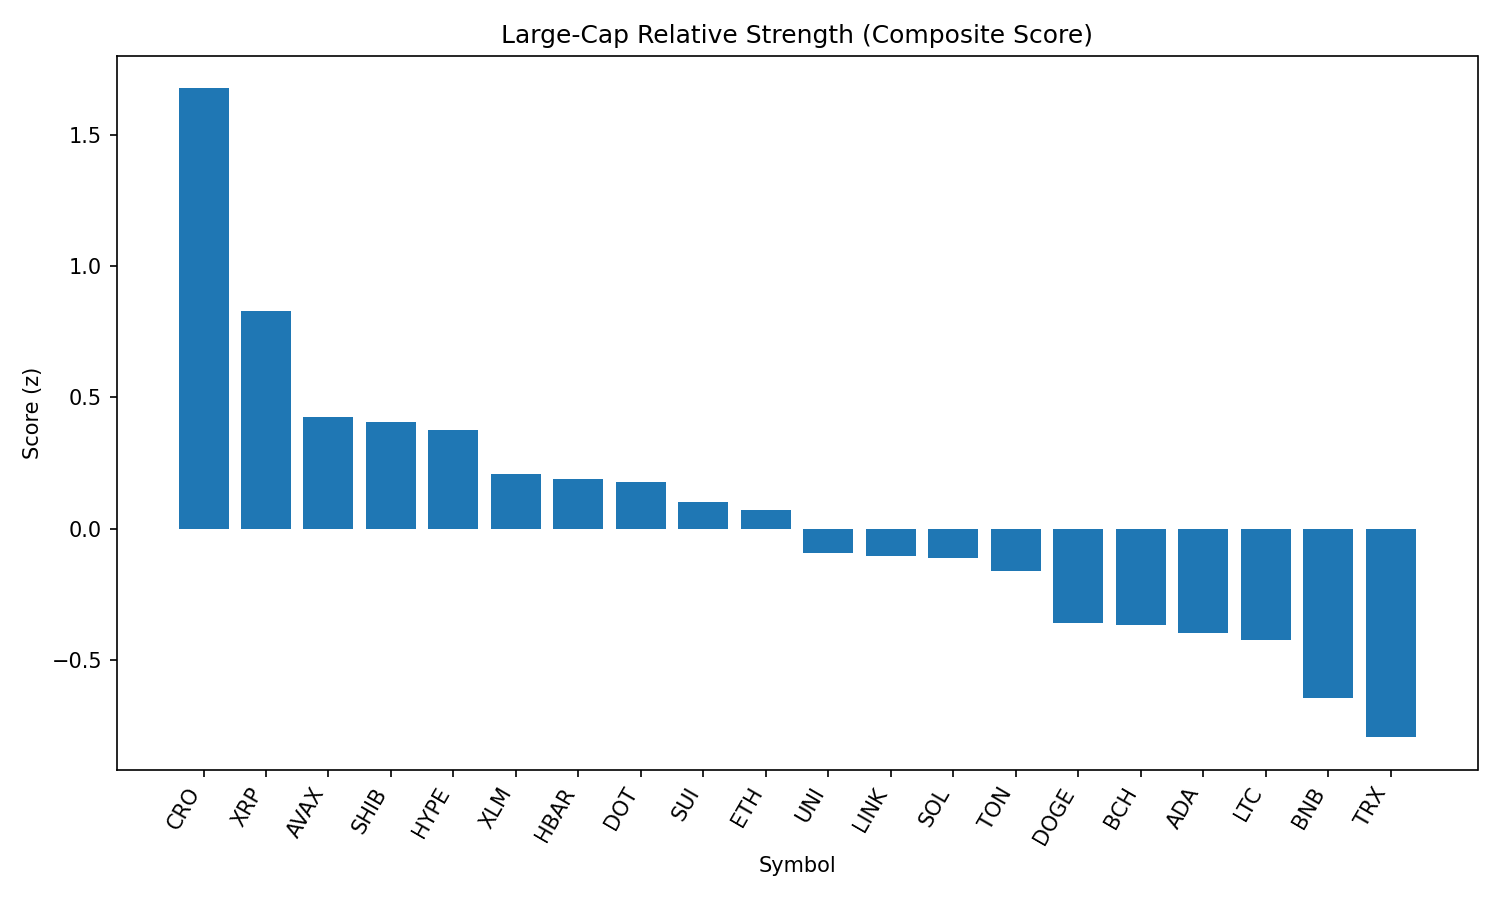 Large-Cap Relative Strength (Composite Score)
Score (z)
1.5
1.0
0.5
0.0
−0.5
CRO
XRP
AVAX
SHIB
HYPE
XLM
HBAR
DOT
SUI
ETH
UNI
LINK
SOL
TON
DOGE
BCH
ADA
LTC
BNB
TRX
Symbol